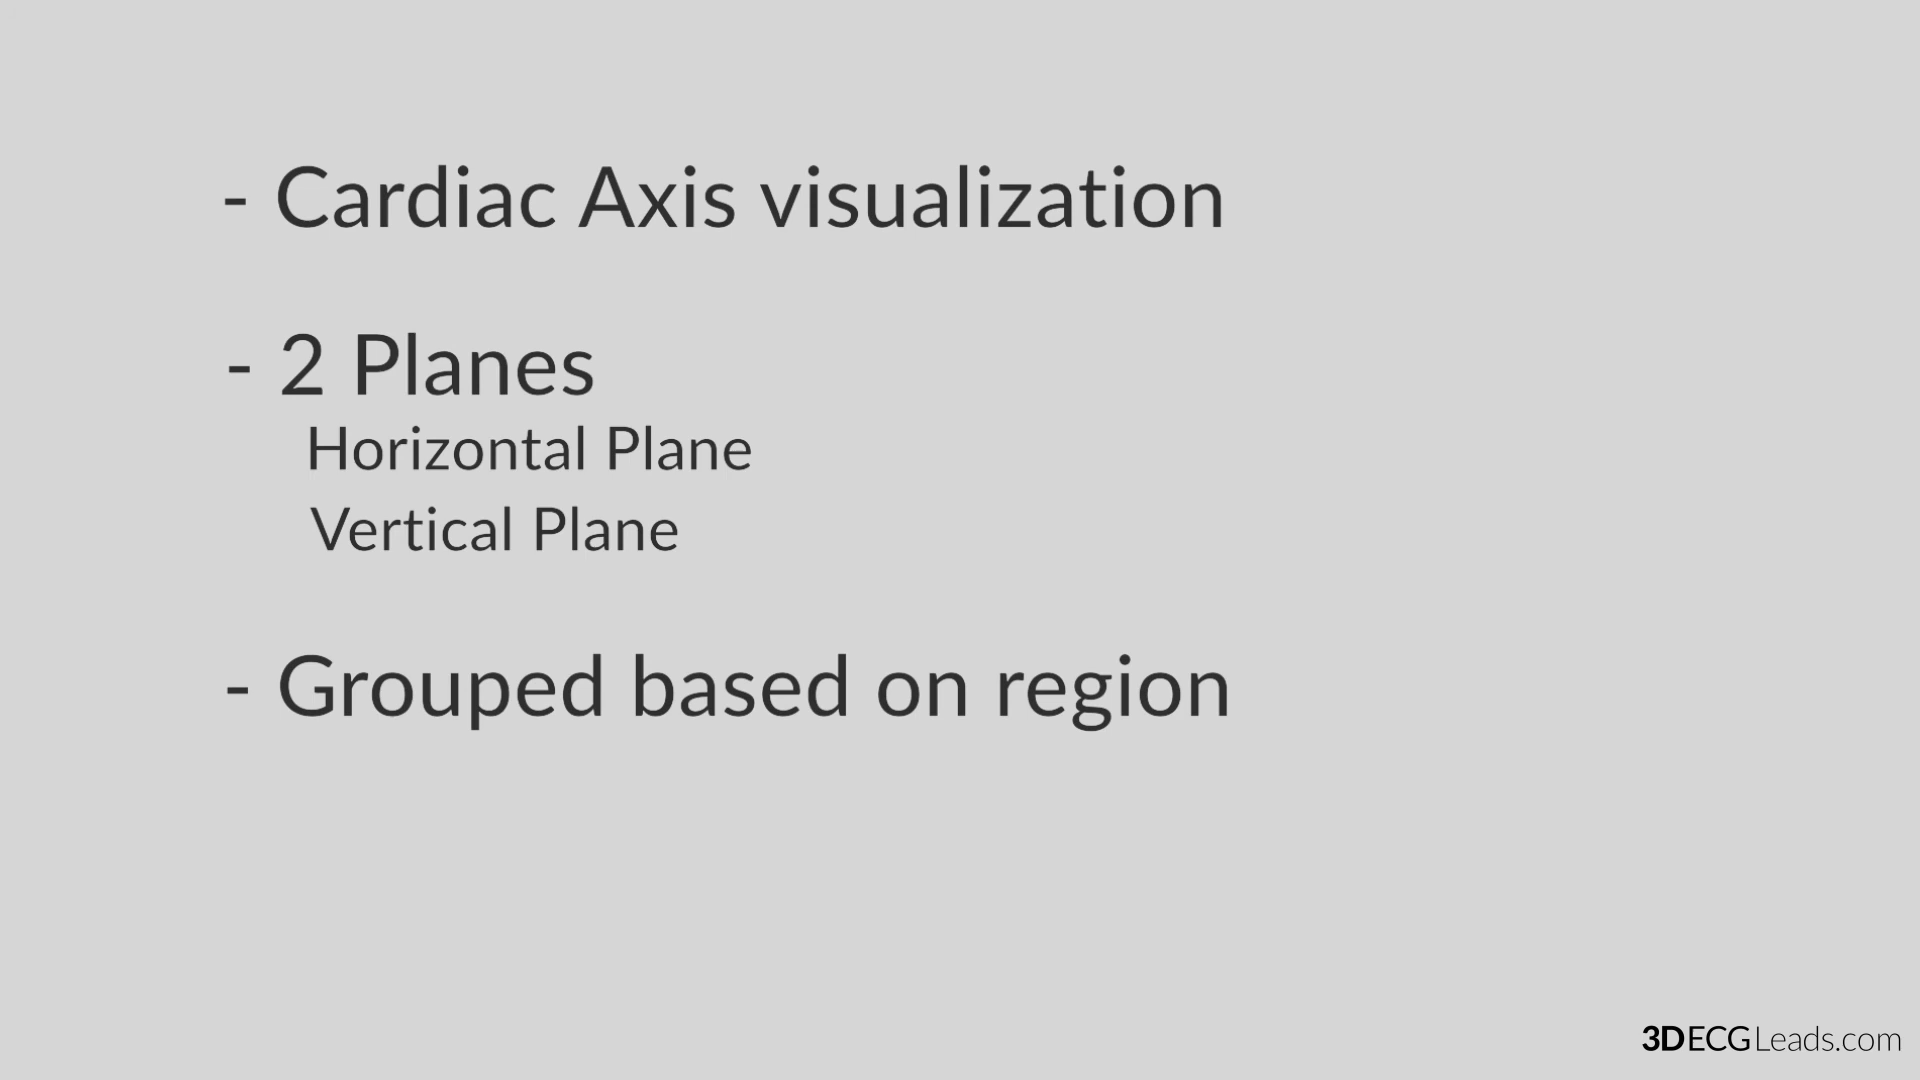 - Cardiac Axis visualization
- 2 Planes
Horizontal Plane
Vertical Plane
- Grouped based on region
3DECGLeads.com